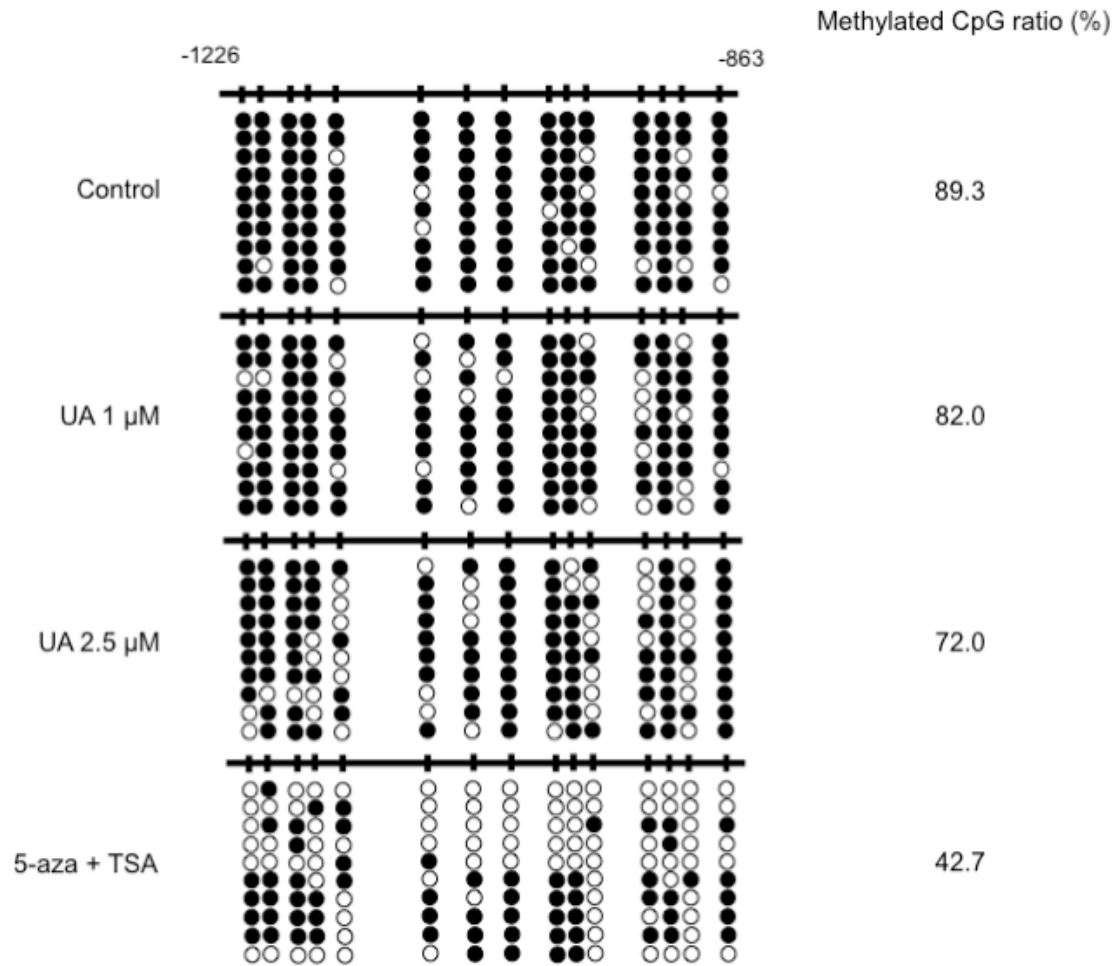 Methylated CpG ratio (%)
-1226 -863
Control 89.3
UA 1 µM 82.0
UA 2.5 µM 72.0
5-aza + TSA 42.7